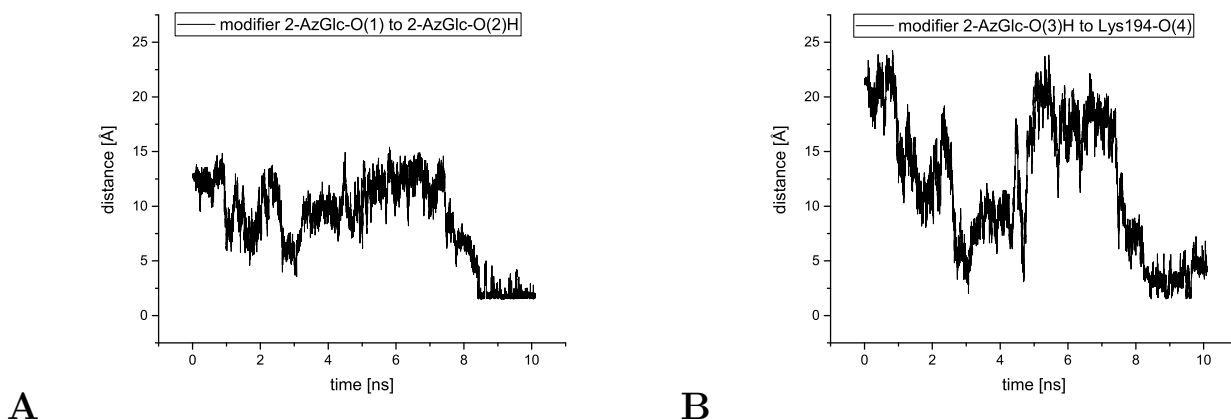 modifier 2-AzGlc-O(1) to 2-AzGlc-O(2)H
25
20
15
10
5
0
distance [Å]
0 2 4 6 8 10
time [ns]
A
modifier 2-AzGlc-O(3)H to Lys194-O(4)
25
20
15
10
5
0
distance [Å]
0 2 4 6 8 10
time [ns]
B